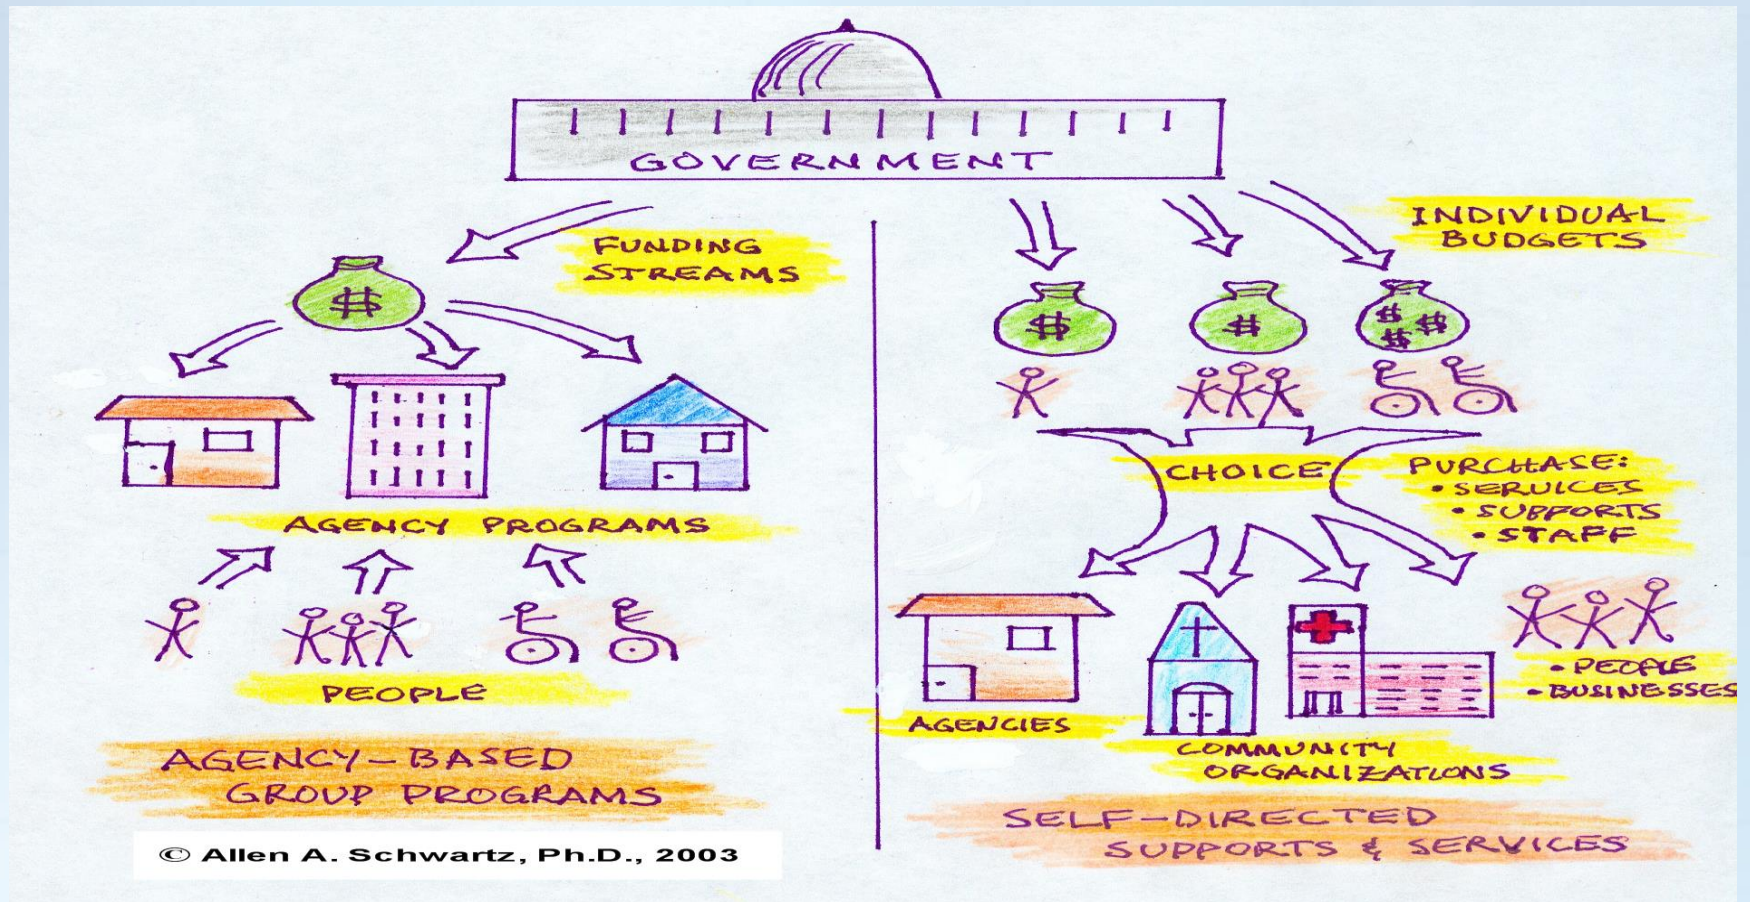 GOVERNMENT
FUNDING
STREAMS
$
AGENCY PROGRAMS
PEOPLE
AGENCY-BASED
GROUP PROGRAMS
© Allen A. Schwartz, Ph.D., 2003
INDIVIDUAL
BUDGETS
$
$
$ $ $
CHOICE
PURCHASE:
• SERVICES
• SUPPORTS
• STAFF
AGENCIES
COMMUNITY
ORGANIZATIONS
• PEOPLE
• BUSINESSES
SELF-DIRECTED
SUPPORTS & SERVICES